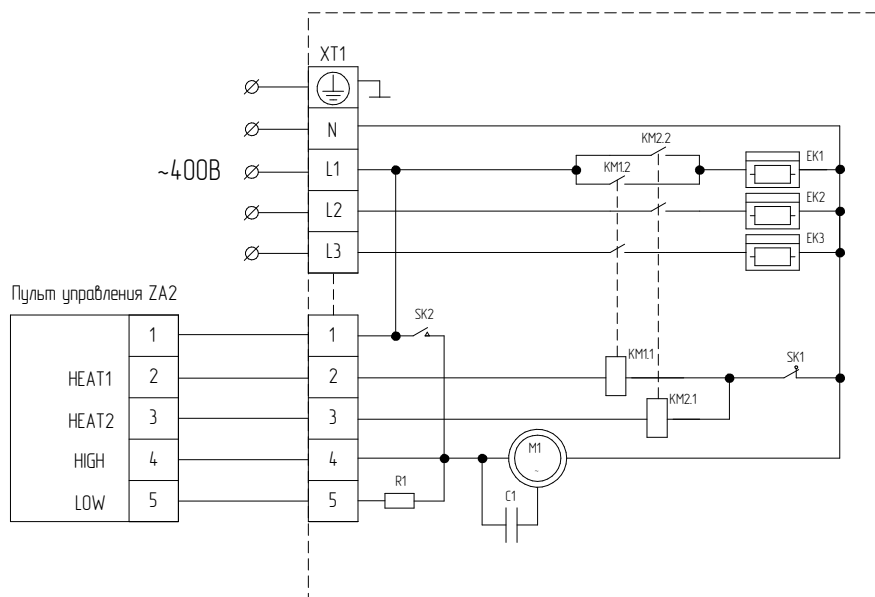 XT1
N
KM2.2
~400В
L1
KM1.2
EK1
L2
EK2
L3
EK3
Пульт управления ZA2
1
1
SK2
HEAT1
2
2
KM1.1
SK1
HEAT2
3
3
KM2.1
HIGH
4
4
M1
~
LOW
5
5
R1
C1